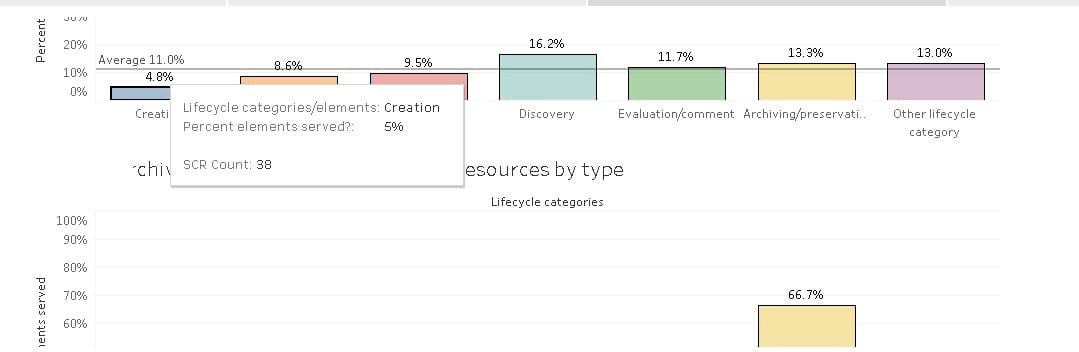 Percent
20%
10%
0%
Average 11.0%
4.8%
8.6%
9.5%
16.2%
11.7%
13.3%
13.0%
Creati
Discovery
Evaluation/comment
Archiving/preservati..
Other lifecycle
category
Lifecycle categories/elements: Creation
Percent elements served?: 5%
SCR Count: 38
rchiv
esources by type
Lifecycle categories
100%
90%
80%
70%
60%
66.7%
ents served